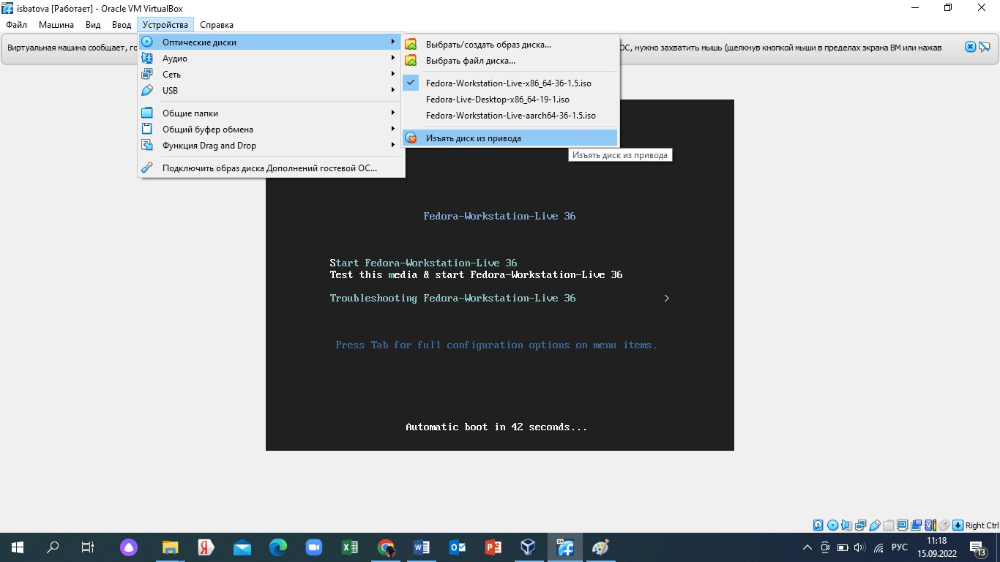 isbatova [Работает] - Oracle VM VirtualBox
Файл Машина Вид Ввод Устройства Справка
Виртуальная машина сообщает, го
ОС, нужно захватить мышь (щелкнув кнопкой мыши в пределах экрана ВМ или нажав
Оптические диски
Аудио
Сеть
USB
Общие папки
Общий буфер обмена
Функция Drag and Drop
Подключить образ диска Дополнений гостевой ОС...
Выбрать/создать образ диска...
Выбрать файл диска...
Fedora-Workstation-Live-x86_64-36-1.5.iso
Fedora-Live-Desktop-x86_64-19-1.iso
Fedora-Workstation-Live-aarch64-36-1.5.iso
Изъять диск из привода
Изъять диск из привода
Fedora-Workstation-Live 36
Start Fedora-Workstation-Live 36
Test this media & start Fedora-Workstation-Live 36
Troubleshooting Fedora-Workstation-Live 36 >
Press Tab for full configuration options on menu items.
Automatic boot in 42 seconds...
Right Ctrl
РУС
11:18
15.09.2022
13